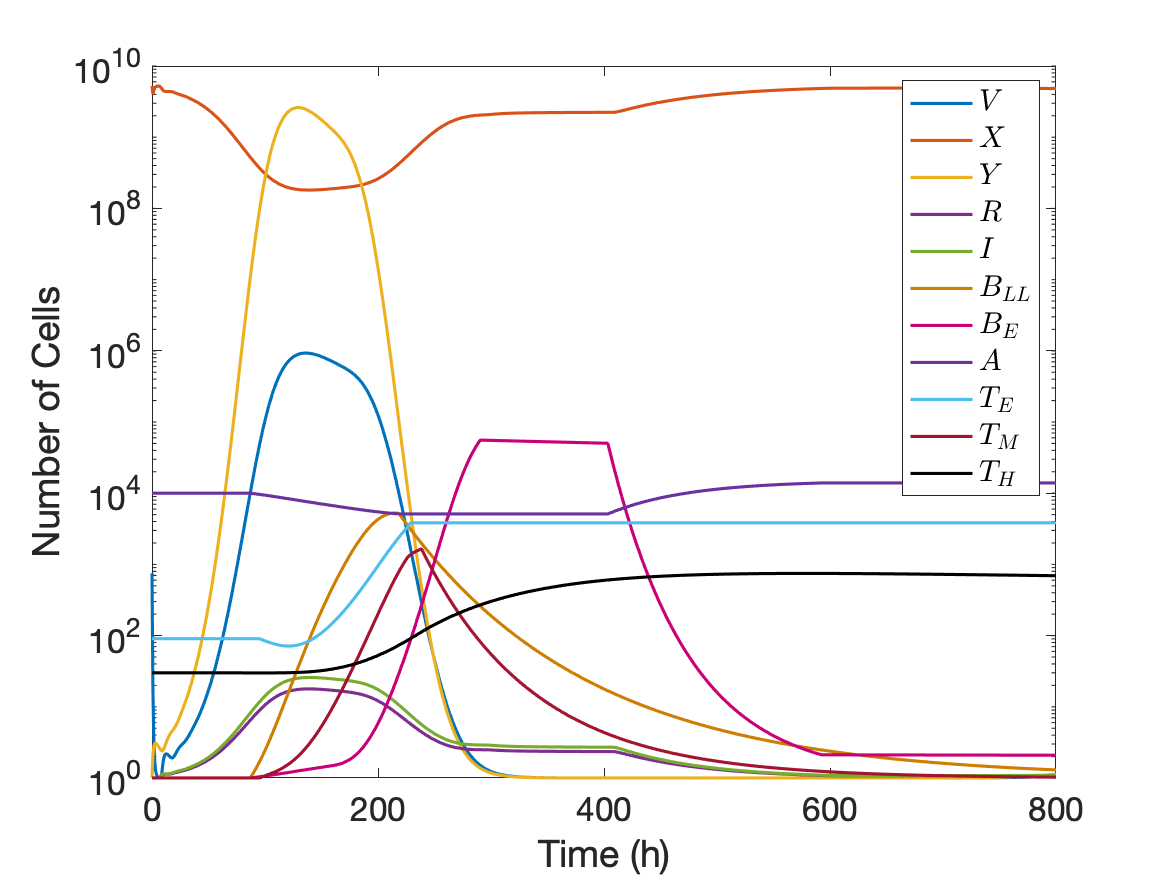 Number of Cells
10^10
10^8
10^6
10^4
10^2
10^0
0 200 400 600 800
Time (h)
V
X
Y
R
I
B_LL
B_E
A
T_E
T_M
T_H